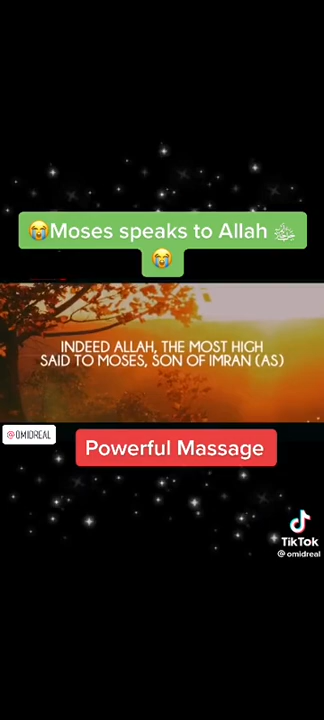 😭Moses speaks to Allah ﷻ
😭
INDEED ALLAH, THE MOST HIGH
SAID TO MOSES, SON OF IMRAN (AS)
@OMIDREAL
Powerful Massage
TikTok
@ omidreal